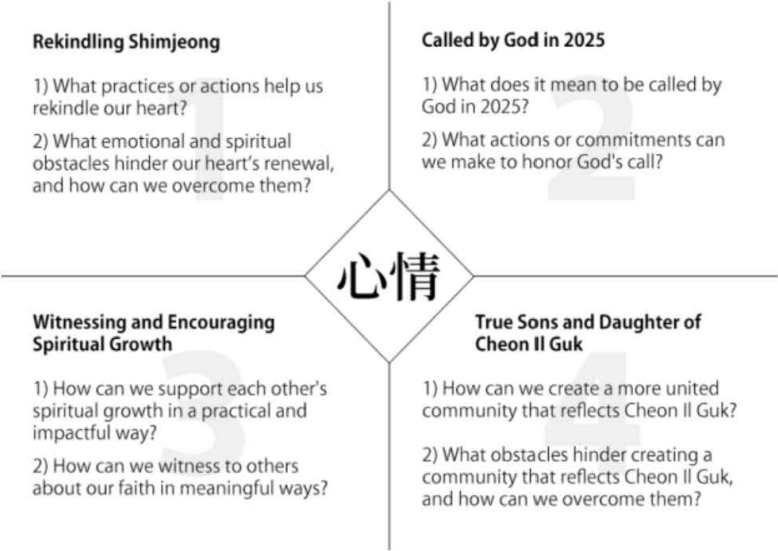 Rekindling Shimjeong
1
1) What practices or actions help us
rekindle our heart?
2) What emotional and spiritual
obstacles hinder our heart's renewal,
and how can we overcome them?
Called by God in 2025
2
1) What does it mean to be called by
God in 2025?
2) What actions or commitments can
we make to honor God's call?
心情
Witnessing and Encouraging
Spiritual Growth
3
1) How can we support each other's
spiritual growth in a practical and
impactful way?
2) How can we witness to others
about our faith in meaningful ways?
True Sons and Daughter of
Cheon Il Guk
4
1) How can we create a more united
community that reflects Cheon Il Guk?
2) What obstacles hinder creating a
community that reflects Cheon Il Guk,
and how can we overcome them?